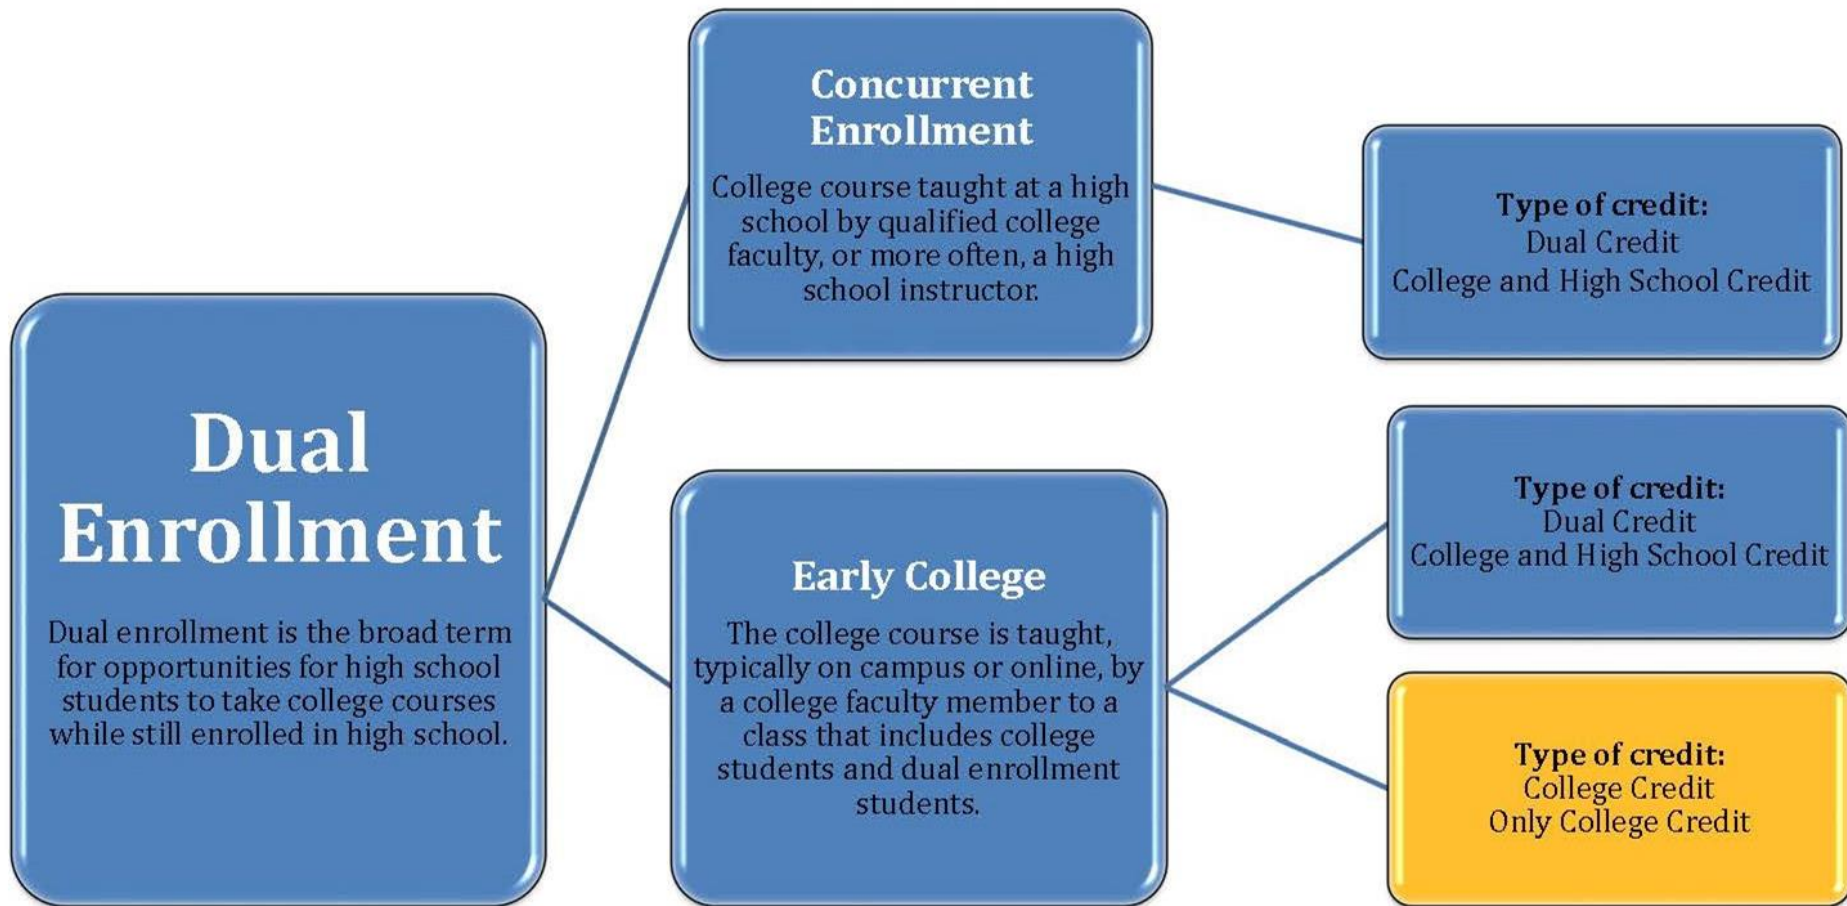 Dual
Enrollment
Dual enrollment is the broad term
for opportunities for high school
students to take college courses
while still enrolled in high school.
Concurrent
Enrollment
College course taught at a high
school by qualified college
faculty, or more often, a high
school instructor.
Type of credit:
Dual Credit
College and High School Credit
Early College
The college course is taught,
typically on campus or online, by
a college faculty member to a
class that includes college
students and dual enrollment
students.
Type of credit:
Dual Credit
College and High School Credit
Type of credit:
College Credit
Only College Credit